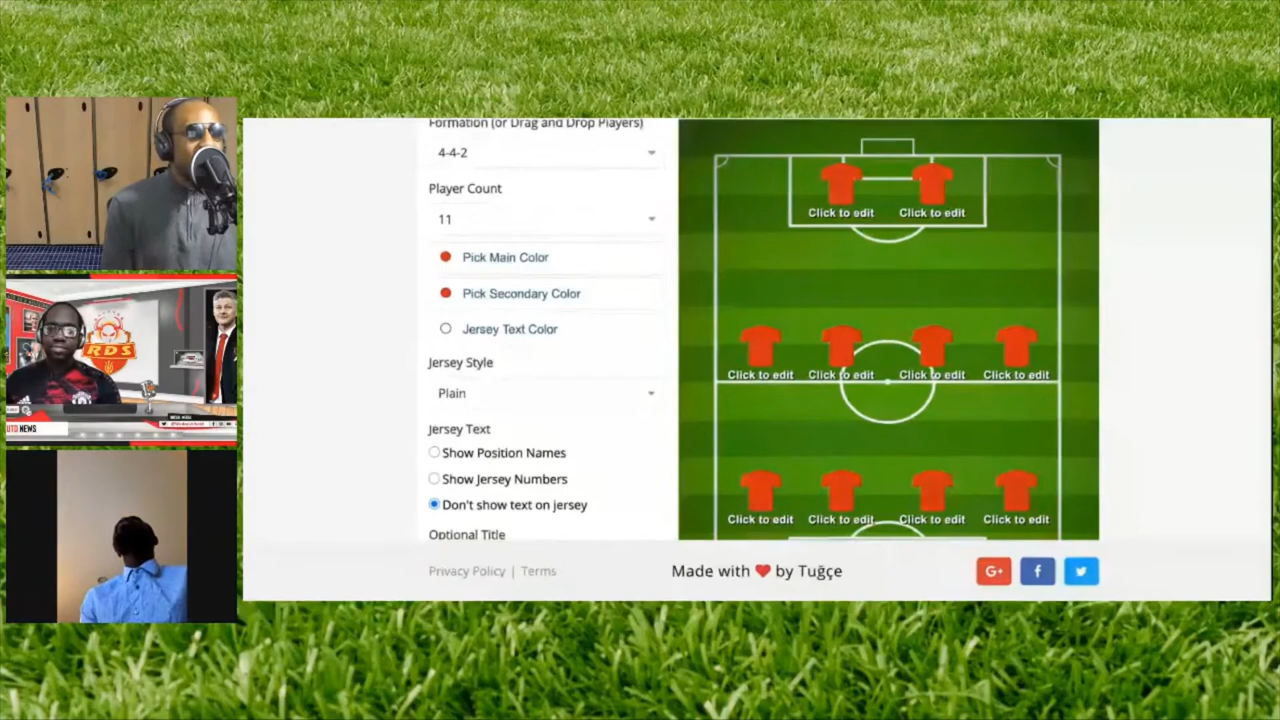 Formation (or Drag and Drop Players)
4-4-2
Player Count
11
Pick Main Color
Pick Secondary Color
Jersey Text Color
Jersey Style
Plain
Jersey Text
Show Position Names
Show Jersey Numbers
Don't show text on jersey
Optional Title
Click to edit Click to edit
Click to edit Click to edit Click to edit Click to edit
Click to edit Click to edit Click to edit Click to edit
Privacy Policy | Terms
Made with ❤ by Tuğçe
G+ f
RDS
UTD NEWS